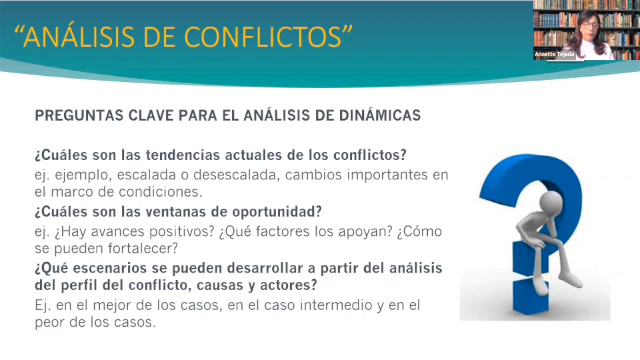 “ANÁLISIS DE CONFLICTOS”
Annette Tejada
PREGUNTAS CLAVE PARA EL ANÁLISIS DE DINÁMICAS
¿Cuáles son las tendencias actuales de los conflictos?
ej. ejemplo, escalada o desescalada, cambios importantes en
el marco de condiciones.
¿Cuáles son las ventanas de oportunidad?
ej. ¿Hay avances positivos? ¿Qué factores los apoyan? ¿Cómo
se pueden fortalecer?
¿Qué escenarios se pueden desarrollar a partir del análisis
del perfil del conflicto, causas y actores?
Ej. en el mejor de los casos, en el caso intermedio y en el
peor de los casos.